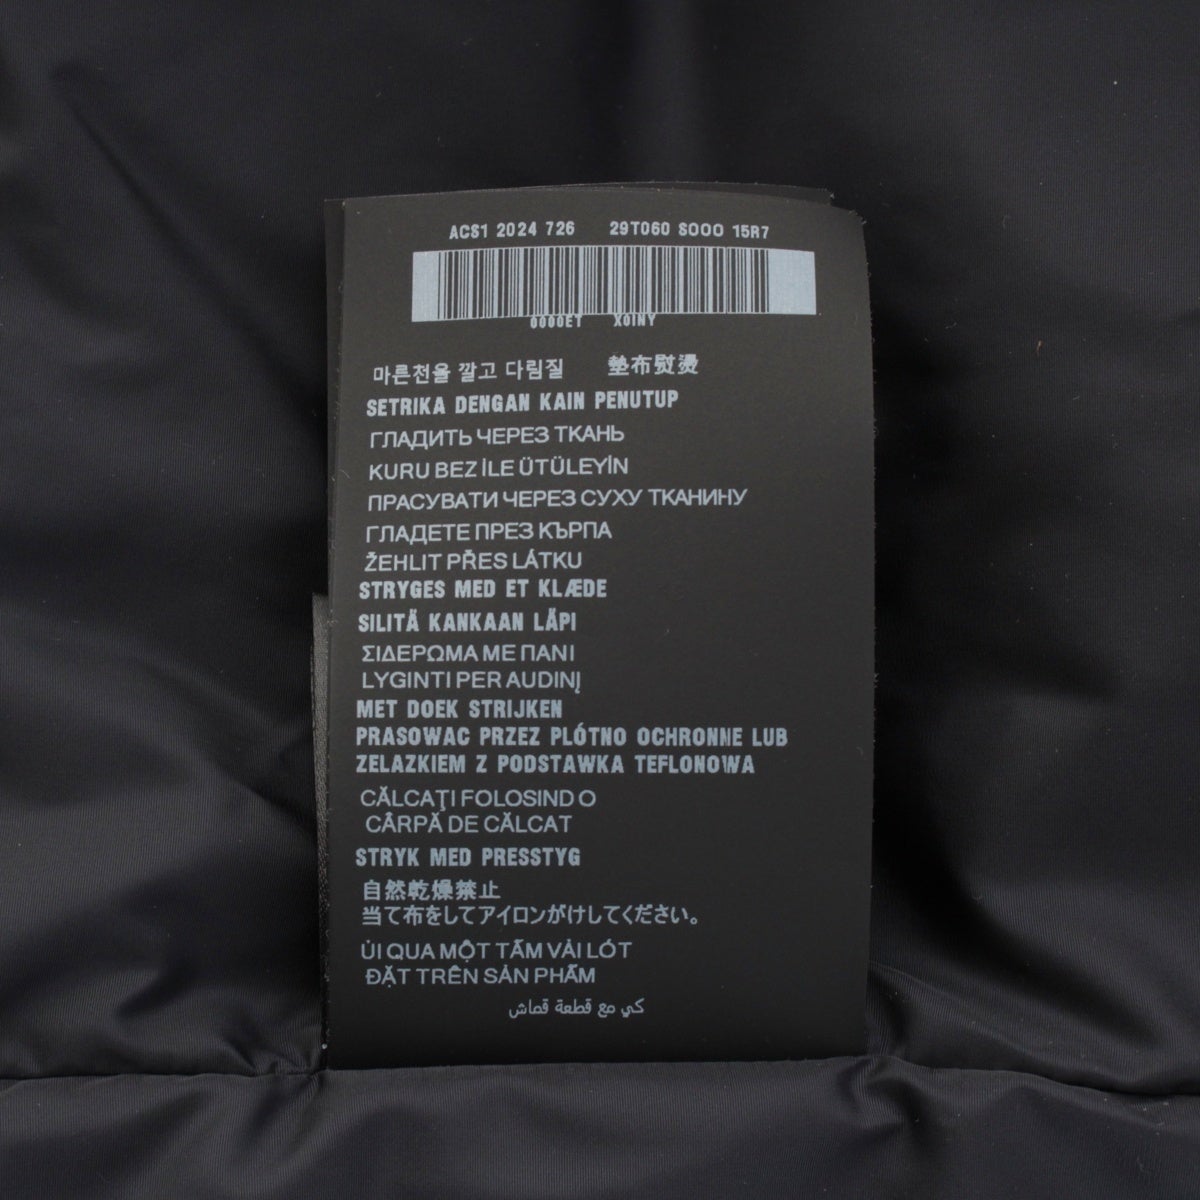 ACS1 2024 726 29T060 SOOO 15R7
0000ET X0INY
마른천을 깔고 다림질 墊布熨燙
SETRIKA DENGAN KAIN PENUTUP
ГЛАДИТЬ ЧЕРЕЗ ТКАНЬ
KURU BEZ İLE ÜTÜLEYİN
ПРАСУВАТИ ЧЕРЕЗ СУХУ ТКАНИНУ
ГЛАДЕТЕ ПРЕЗ КЪРПА
ŽEHLIT PŘES LÁTKU
STRYGES MED ET KLÆDE
SILITÄ KANKAAN LÄPI
ΣΙΔΕΡΩΜΑ ΜΕ ΠΑΝΙ
LYGINTI PER AUDINĮ
MET DOEK STRIJKEN
PRASOWAC PRZEZ PLÓTNO OCHRONNE LUB
ZELAZKIEM Z PODSTAWKA TEFLONOWA
CĂLCAŢI FOLOSIND O
CÂRPĂ DE CĂLCAT
STRYK MED PRESSTYG
自然乾燥禁止
当て布をしてアイロンがけしてください。
ỦI QUA MỘT TẤM VẢI LÓT
ĐẶT TRÊN SẢN PHẨM
كي مع قطعة قماش